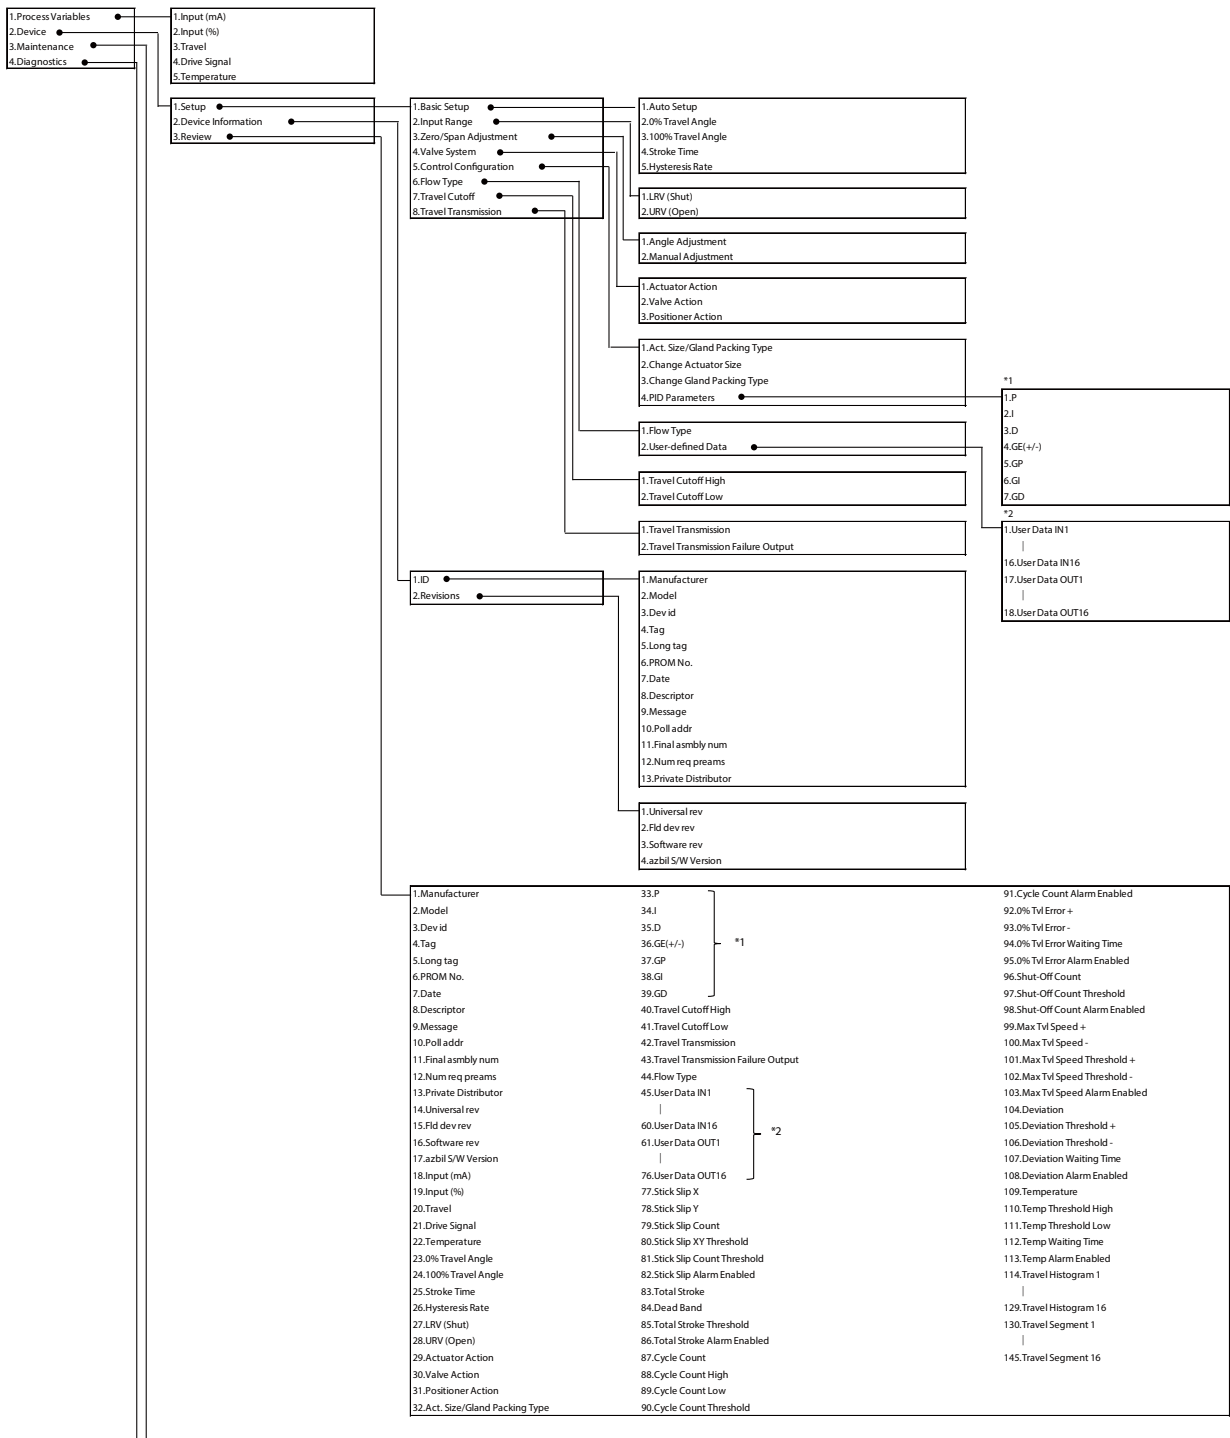 1.Process Variables
2.Device
3.Maintenance
4.Diagnostics
1.Input (mA)
2.Input (%)
3.Travel
4.Drive Signal
5.Temperature
1.Setup
2.Device Information
3.Review
1.Basic Setup
2.Input Range
3.Zero/Span Adjustment
4.Valve System
5.Control Configuration
6.Flow Type
7.Travel Cutoff
8.Travel Transmission
1.Auto Setup
2.0% Travel Angle
3.100% Travel Angle
4.Stroke Time
5.Hysteresis Rate
1.LRV (Shut)
2.URV (Open)
1.Angle Adjustment
2.Manual Adjustment
1.Actuator Action
2.Valve Action
3.Positioner Action
1.Act. Size/Gland Packing Type
2.Change Actuator Size
3.Change Gland Packing Type
4.PID Parameters
*1
1.P
2.I
3.D
4.GE(+/-)
5.GP
6.GI
7.GD
1.Flow Type
2.User-defined Data
*2
1.User Data IN1
|
16.User Data IN16
17.User Data OUT1
|
18.User Data OUT16
1.Travel Cutoff High
2.Travel Cutoff Low
1.Travel Transmission
2.Travel Transmission Failure Output
1.ID
2.Revisions
1.Manufacturer
2.Model
3.Dev id
4.Tag
5.Long tag
6.PROM No.
7.Date
8.Descriptor
9.Message
10.Poll addr
11.Final asmbly num
12.Num req preams
13.Private Distributor
1.Universal rev
2.Fld dev rev
3.Software rev
4.azbil S/W Version
1.Manufacturer
2.Model
3.Dev id
4.Tag
5.Long tag
6.PROM No.
7.Date
8.Descriptor
9.Message
10.Poll addr
11.Final asmbly num
12.Num req preams
13.Private Distributor
14.Universal rev
15.Fld dev rev
16.Software rev
17.azbil S/W Version
18.Input (mA)
19.Input (%)
20.Travel
21.Drive Signal
22.Temperature
23.0% Travel Angle
24.100% Travel Angle
25.Stroke Time
26.Hysteresis Rate
27.LRV (Shut)
28.URV (Open)
29.Actuator Action
30.Valve Action
31.Positioner Action
32.Act. Size/Gland Packing Type
33.P
34.I
35.D
36.GE(+/-)
37.GP
38.GI
39.GD
*1
40.Travel Cutoff High
41.Travel Cutoff Low
42.Travel Transmission
43.Travel Transmission Failure Output
44.Flow Type
45.User Data IN1
|
60.User Data IN16
61.User Data OUT1
|
76.User Data OUT16
*2
77.Stick Slip X
78.Stick Slip Y
79.Stick Slip Count
80.Stick Slip XY Threshold
81.Stick Slip Count Threshold
82.Stick Slip Alarm Enabled
83.Total Stroke
84.Dead Band
85.Total Stroke Threshold
86.Total Stroke Alarm Enabled
87.Cycle Count
88.Cycle Count High
89.Cycle Count Low
90.Cycle Count Threshold
91.Cycle Count Alarm Enabled
92.0% Tvl Error +
93.0% Tvl Error -
94.0% Tvl Error Waiting Time
95.0% Tvl Error Alarm Enabled
96.Shut-Off Count
97.Shut-Off Count Threshold
98.Shut-Off Count Alarm Enabled
99.Max Tvl Speed +
100.Max Tvl Speed -
101.Max Tvl Speed Threshold +
102.Max Tvl Speed Threshold -
103.Max Tvl Speed Alarm Enabled
104.Deviation
105.Deviation Threshold +
106.Deviation Threshold -
107.Deviation Waiting Time
108.Deviation Alarm Enabled
109.Temperature
110.Temp Threshold High
111.Temp Threshold Low
112.Temp Waiting Time
113.Temp Alarm Enabled
114.Travel Histogram 1
|
129.Travel Histogram 16
130.Travel Segment 1
|
145.Travel Segment 16